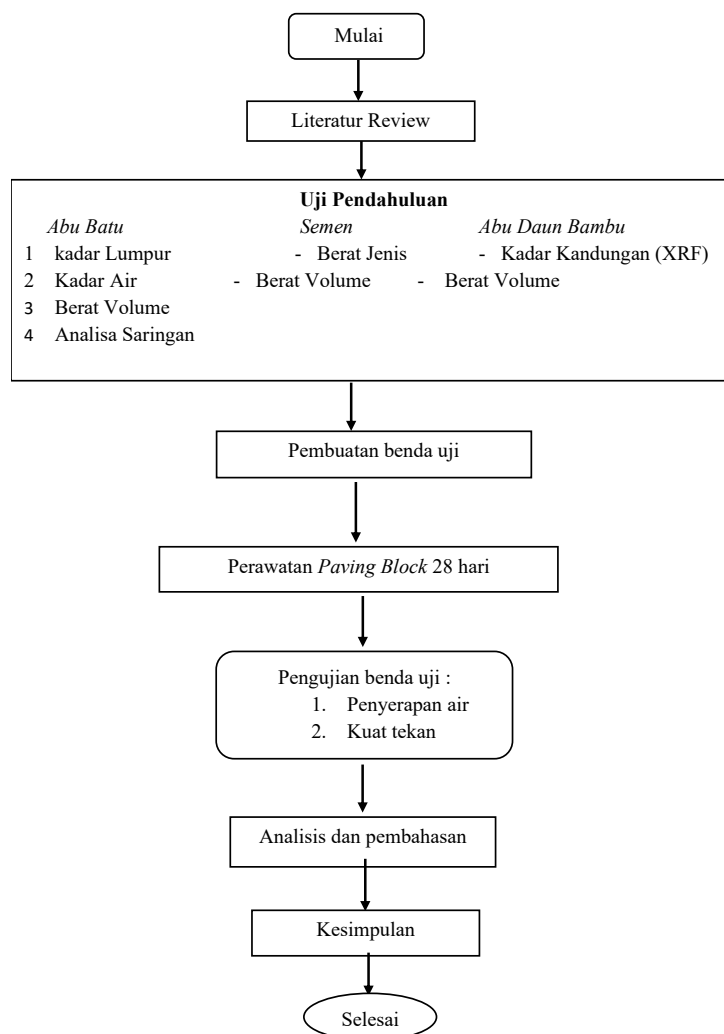 Mulai
Literatur Review
Uji Pendahuluan
Abu Batu Semen Abu Daun Bambu
1 kadar Lumpur - Berat Jenis - Kadar Kandungan (XRF)
2 Kadar Air - Berat Volume - Berat Volume
3 Berat Volume
4 Analisa Saringan
Pembuatan benda uji
Perawatan Paving Block 28 hari
Pengujian benda uji :
1. Penyerapan air
2. Kuat tekan
Analisis dan pembahasan
Kesimpulan
Selesai